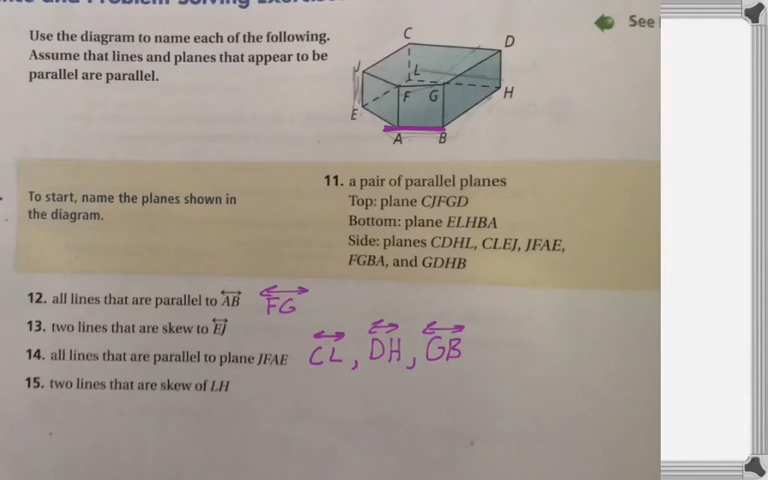 See
Use the diagram to name each of the following.
Assume that lines and planes that appear to be
parallel are parallel.
C
D
J
L
F
G
H
E
A
B
To start, name the planes shown in
the diagram.
11. a pair of parallel planes
Top: plane CJFGD
Bottom: plane ELHBA
Side: planes CDHL, CLEJ, JFAE,
FGBA, and GDHB
12. all lines that are parallel to AB FG
13. two lines that are skew to EJ
14. all lines that are parallel to plane JFAE CL, DH, GB
15. two lines that are skew of LH